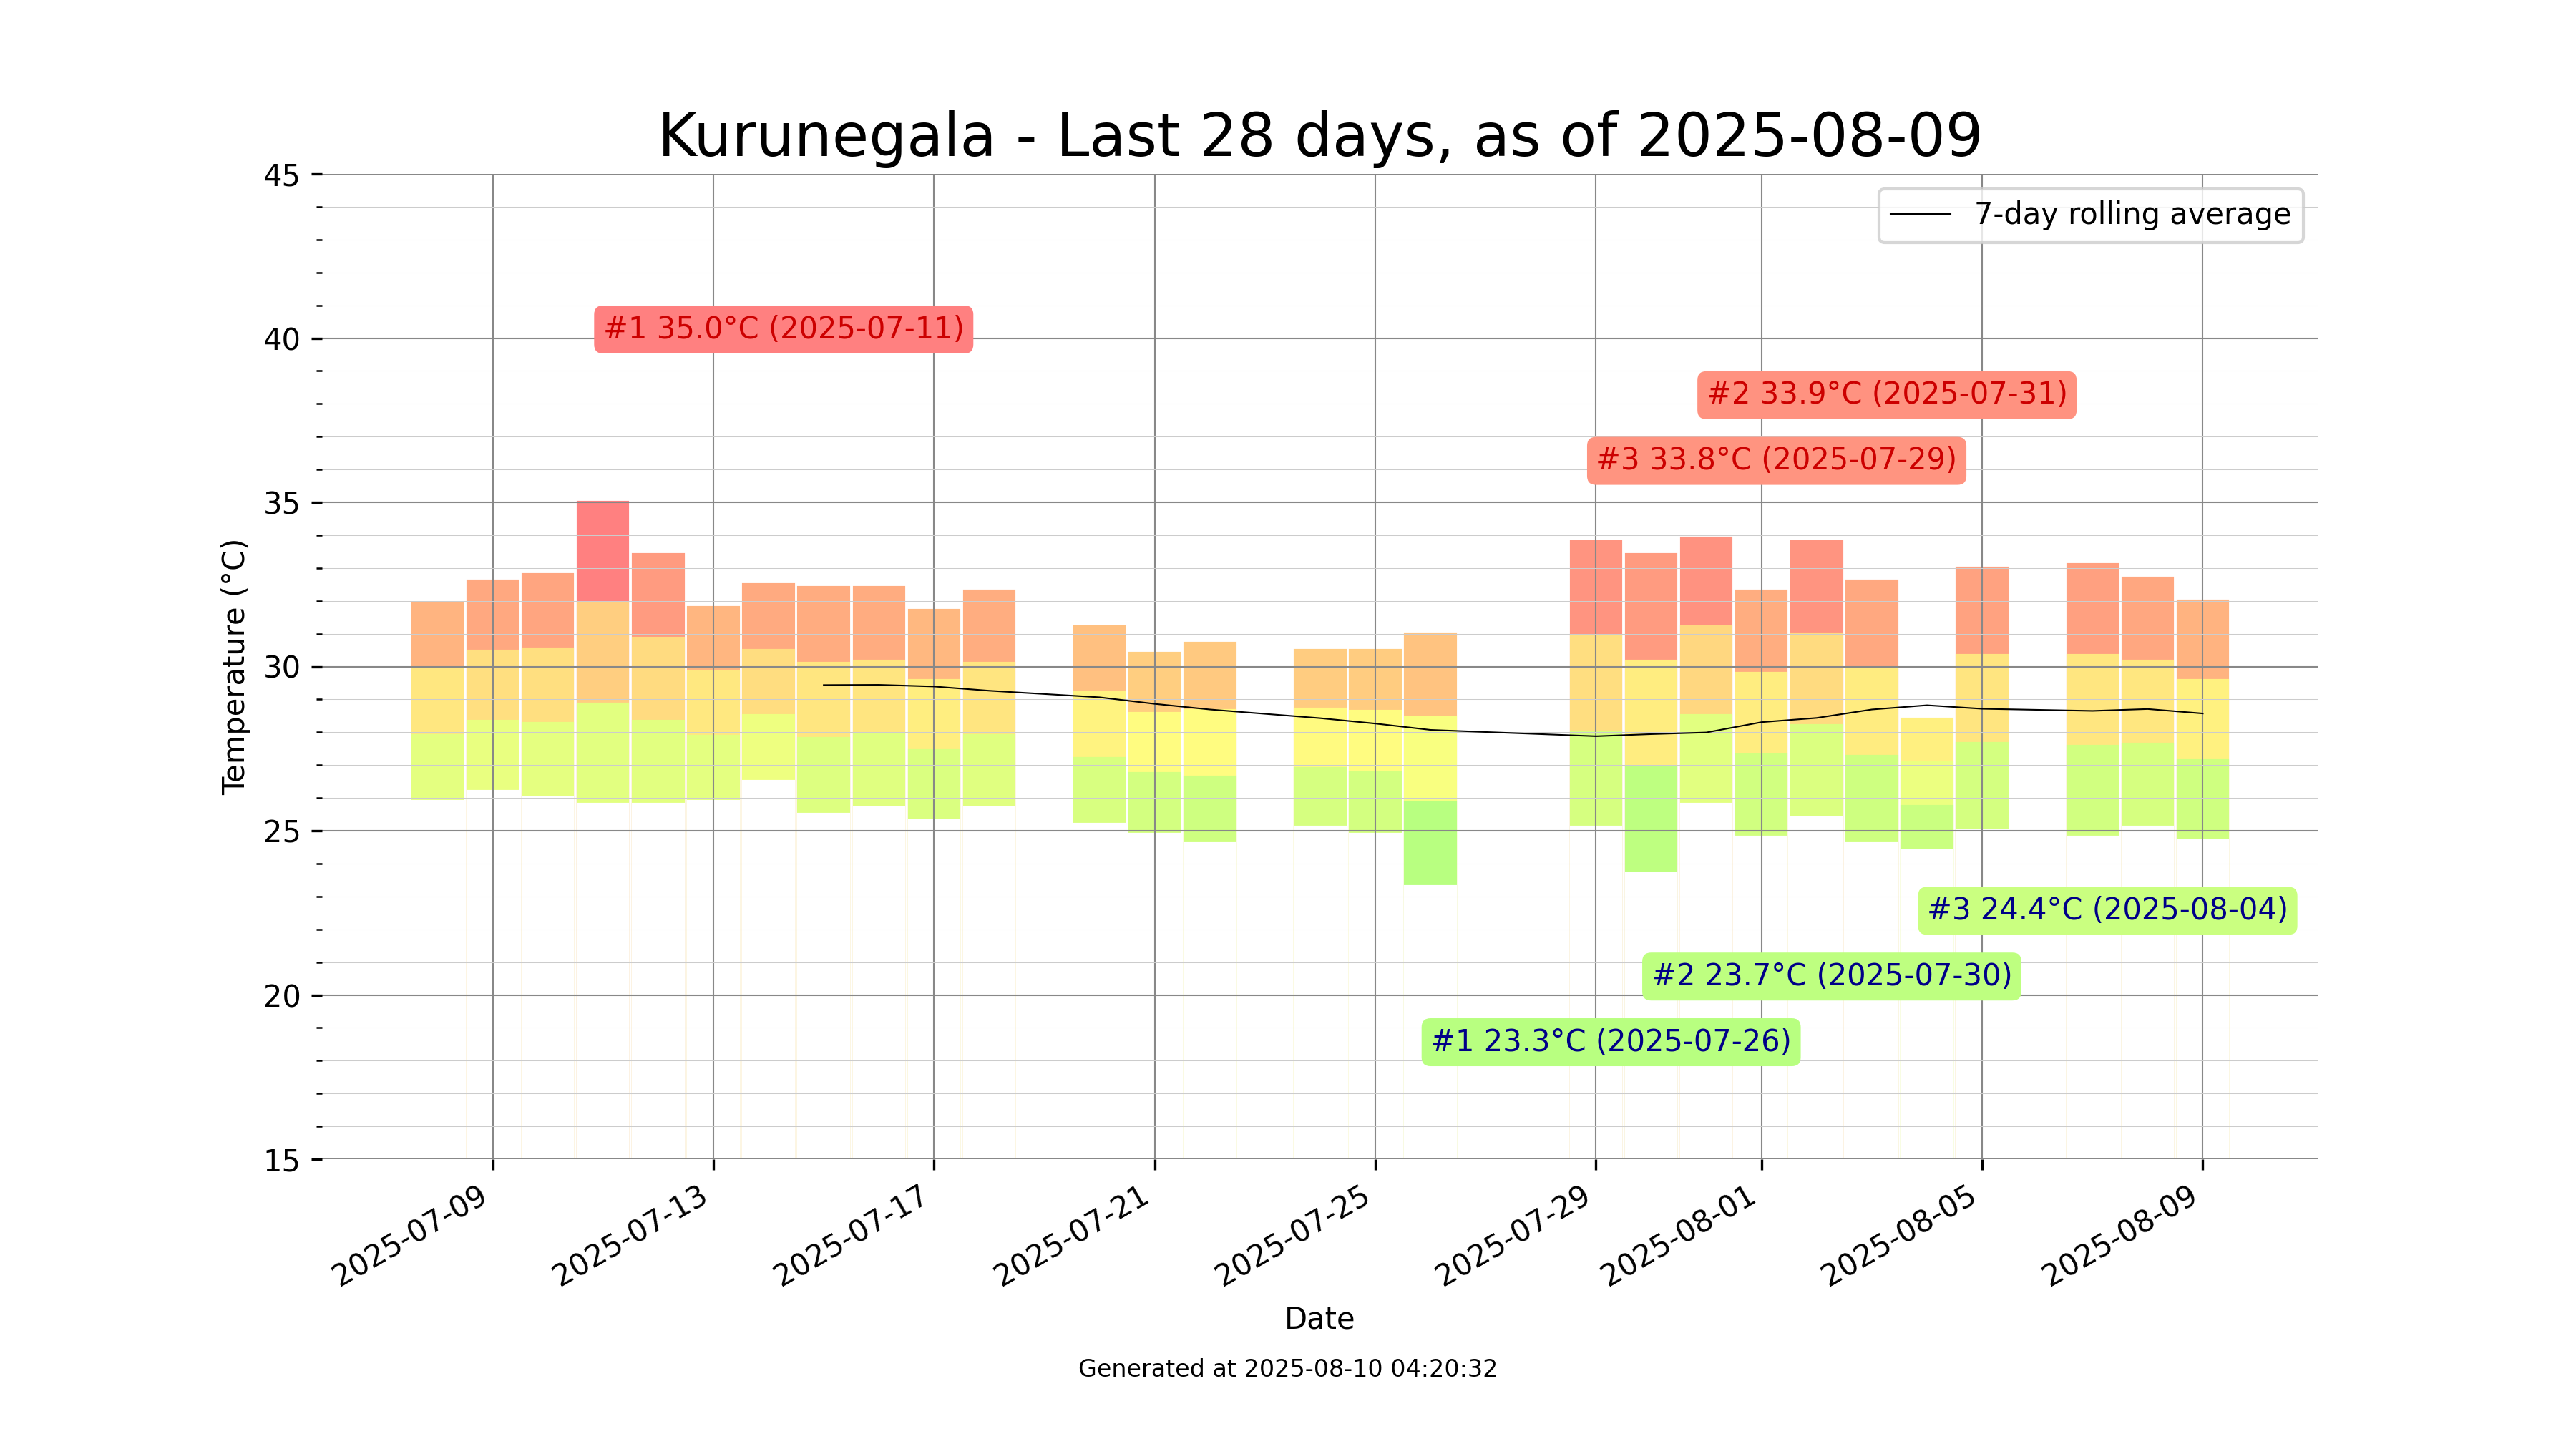 Kurunegala - Last 28 days, as of 2025-08-09
7-day rolling average
45
40
35
30
25
20
15
Temperature (°C)
#1 35.0°C (2025-07-11)
#2 33.9°C (2025-07-31)
#3 33.8°C (2025-07-29)
#3 24.4°C (2025-08-04)
#2 23.7°C (2025-07-30)
#1 23.3°C (2025-07-26)
2025-07-09
2025-07-13
2025-07-17
2025-07-21
2025-07-25
2025-07-29
2025-08-01
2025-08-05
2025-08-09
Date
Generated at 2025-08-10 04:20:32